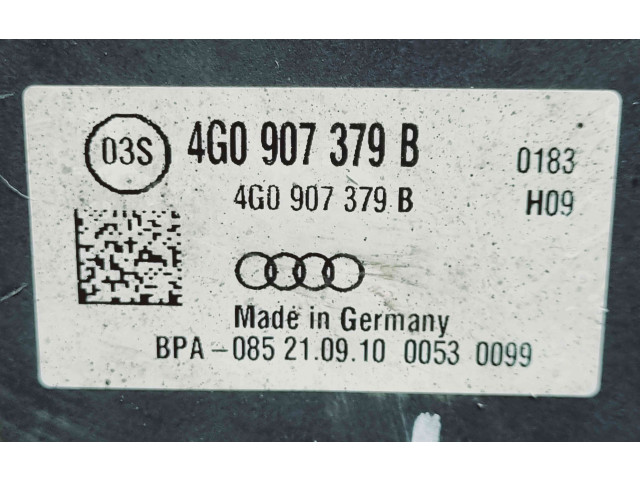 03S 4G0 907 379 B 0183
4G0 907 379 B H09
Made in Germany
BPA-085 21.09.10 0053 0099